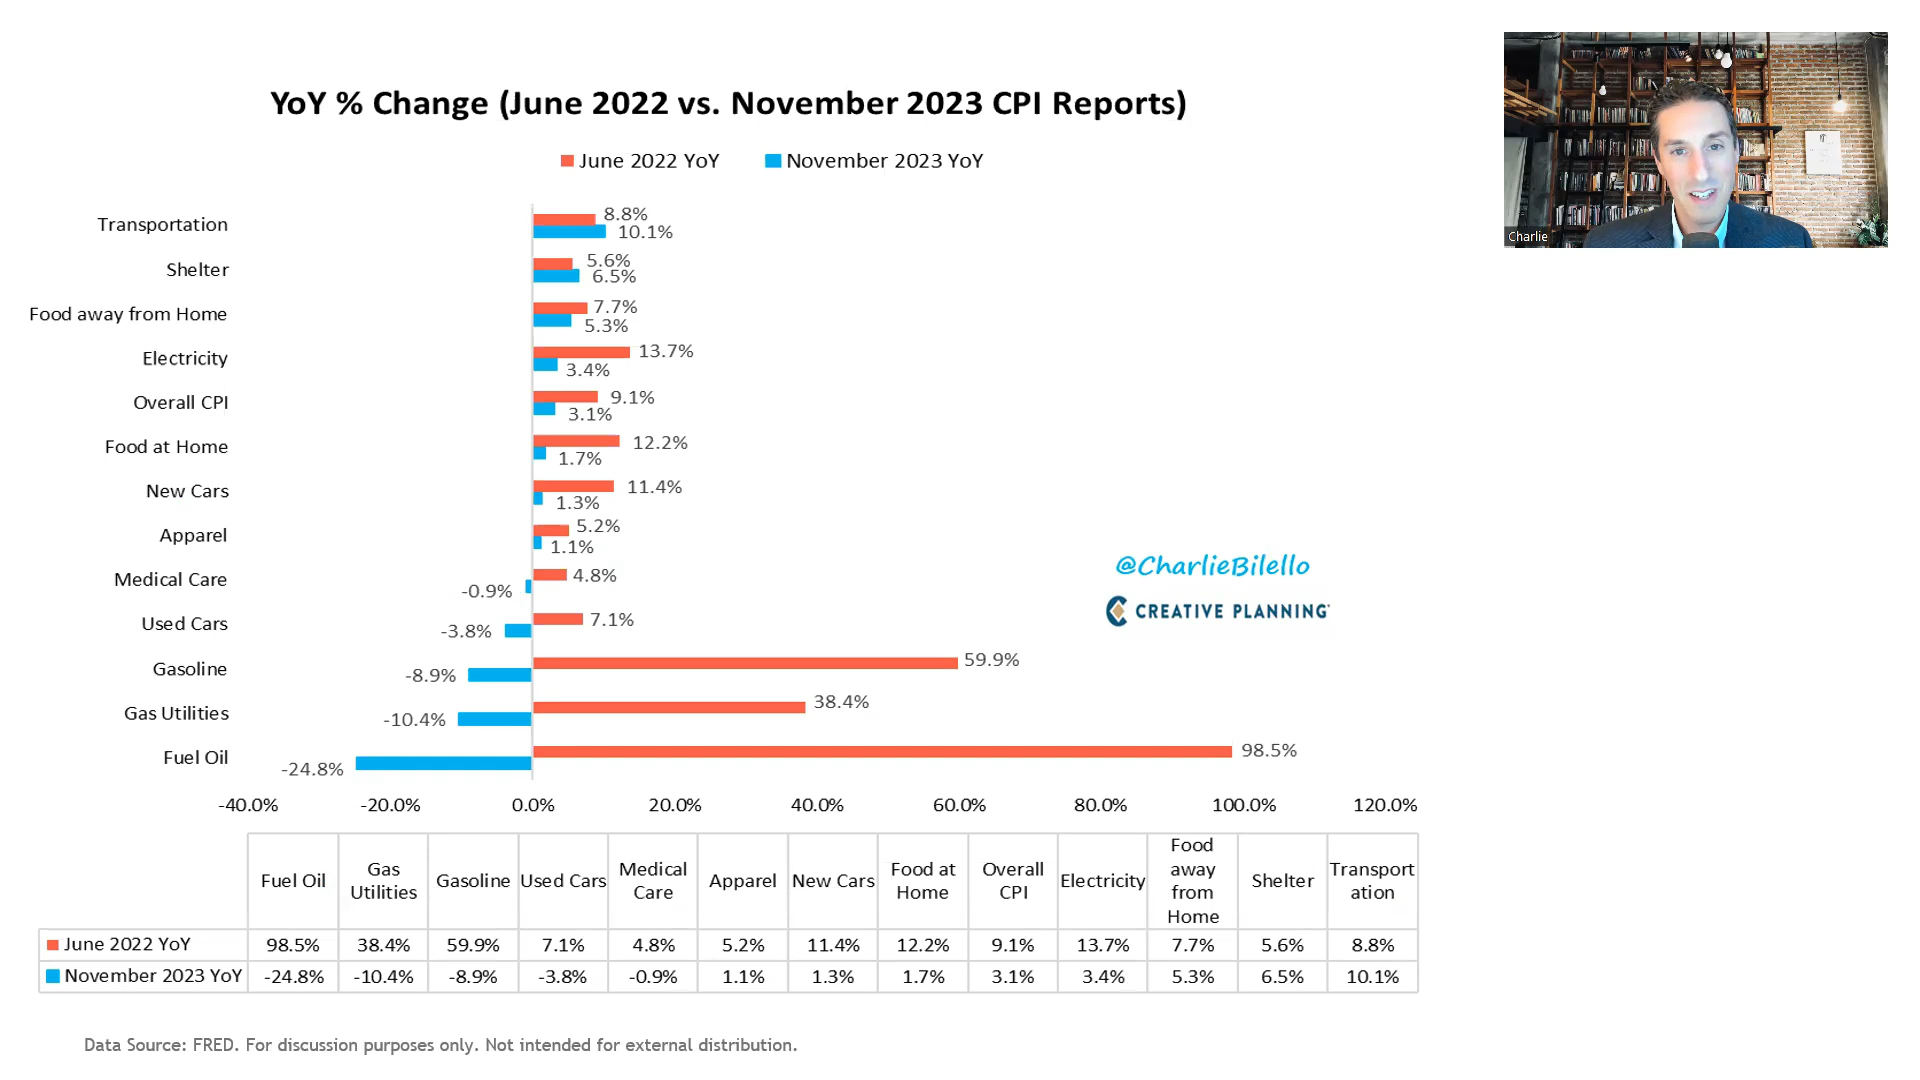 YoY % Change (June 2022 vs. November 2023 CPI Reports)
June 2022 YoY
November 2023 YoY
Transportation
8.8%
10.1%
Shelter
5.6%
6.5%
Food away from Home
7.7%
5.3%
Electricity
13.7%
3.4%
Overall CPI
9.1%
3.1%
Food at Home
12.2%
1.7%
New Cars
11.4%
1.3%
Apparel
5.2%
1.1%
Medical Care
4.8%
-0.9%
Used Cars
7.1%
-3.8%
Gasoline
59.9%
-8.9%
Gas Utilities
38.4%
-10.4%
Fuel Oil
98.5%
-24.8%
-40.0% -20.0% 0.0% 20.0% 40.0% 60.0% 80.0% 100.0% 120.0%
@CharlieBilello
CREATIVE PLANNING
Charlie
Fuel Oil
Gas
Utilities
Gasoline
Used Cars
Medical
Care
Apparel
New Cars
Food at
Home
Overall
CPI
Electricity
Food
away
from
Home
Shelter
Transport
ation
June 2022 YoY 98.5% 38.4% 59.9% 7.1% 4.8% 5.2% 11.4% 12.2% 9.1% 13.7% 7.7% 5.6% 8.8%
November 2023 YoY -24.8% -10.4% -8.9% -3.8% -0.9% 1.1% 1.3% 1.7% 3.1% 3.4% 5.3% 6.5% 10.1%
Data Source: FRED. For discussion purposes only. Not intended for external distribution.